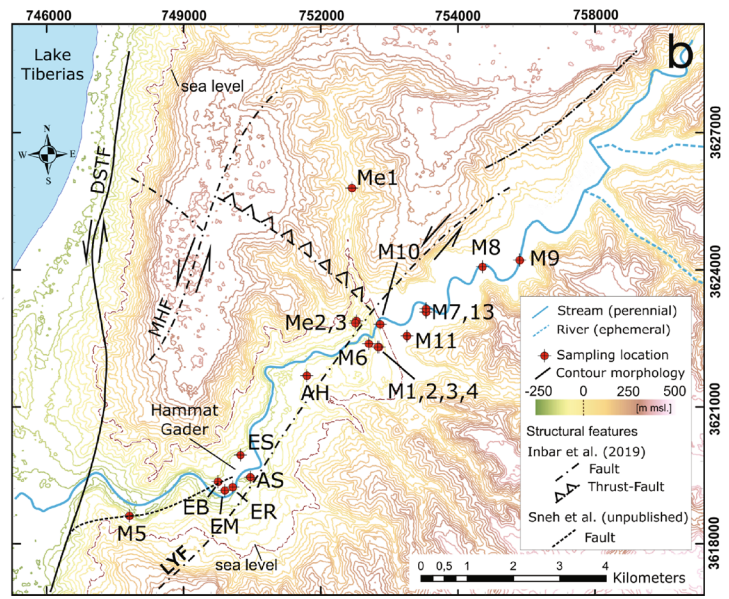 746000 749000 752000 754000 758000
Lake
Tiberias
b
sea level
N
W E
S
DSTF
3627000
Me1
M10
M8
M9
3624000
MHF
Me2,3
M7,13
M11
M6
M1,2,3,4
AH
Hammat
Gader
ES
AS
EB
EM
ER
M5
LYF
sea level
Stream (perennial)
River (ephemeral)
Sampling location
Contour morphology
-250 0 250 500
[m msl.]
Structural features
Inbar et al. (2019)
Fault
Thrust-Fault
Sneh et al. (unpublished)
Fault
3621000
3618000
0 0,5 1 2 3 4
Kilometers